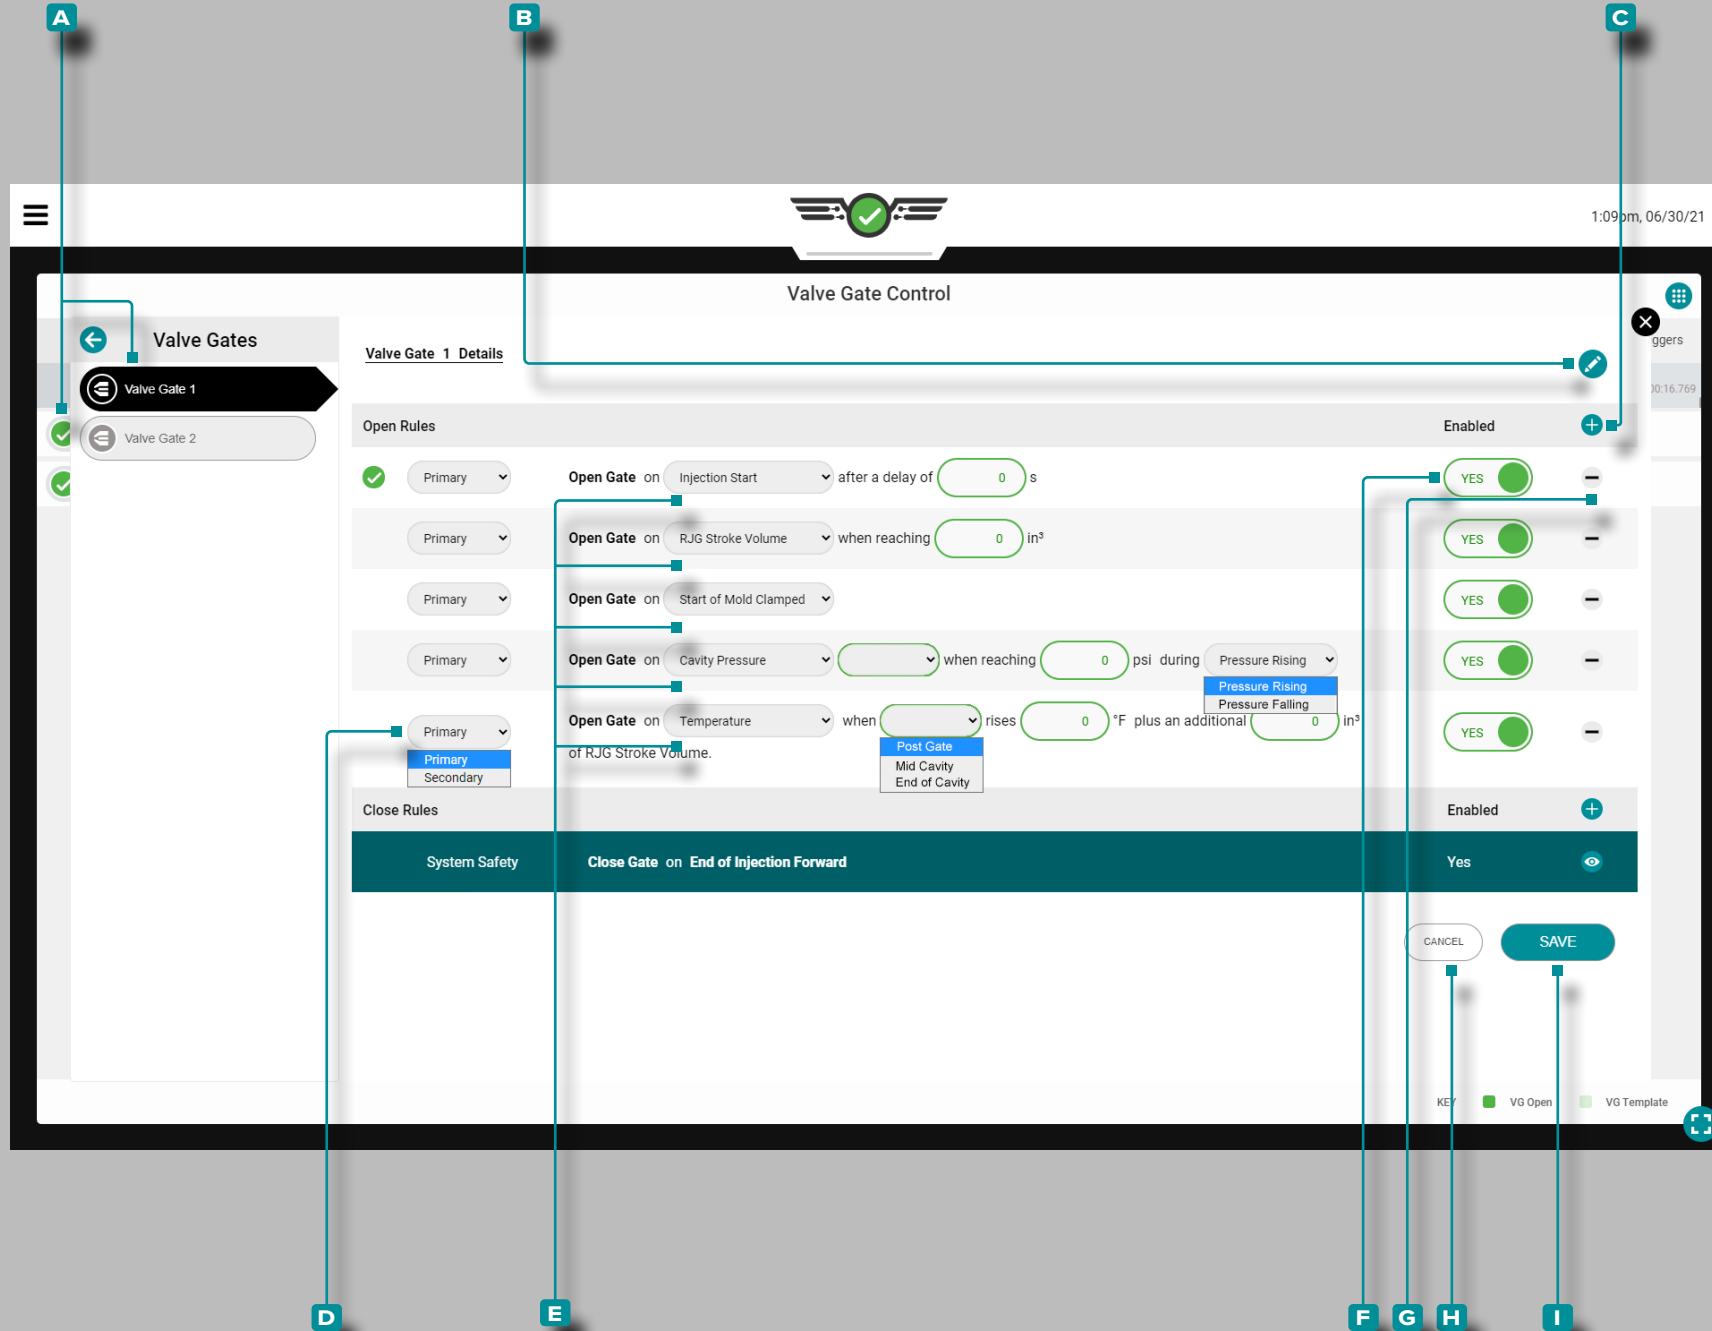 A B C
1:09pm, 06/30/21
Valve Gate Control
Valve Gates
ggers
Valve Gate 1 Details
Valve Gate 1
00:16.769
Valve Gate 2
Open Rules Enabled
Primary Open Gate on Injection Start after a delay of 0 s YES
Primary Open Gate on RJG Stroke Volume when reaching 0 in³ YES
Primary Open Gate on Start of Mold Clamped YES
Primary Open Gate on Cavity Pressure when reaching 0 psi during Pressure Rising YES
Pressure Rising
Pressure Falling
Primary Open Gate on Temperature when rises 0 °F plus an additional 0 in³ YES
of RJG Stroke Volume.
Primary
Secondary
Post Gate
Mid Cavity
End of Cavity
Close Rules Enabled
System Safety Close Gate on End of Injection Forward Yes
CANCEL SAVE
KEY VG Open VG Template
D E F G H I